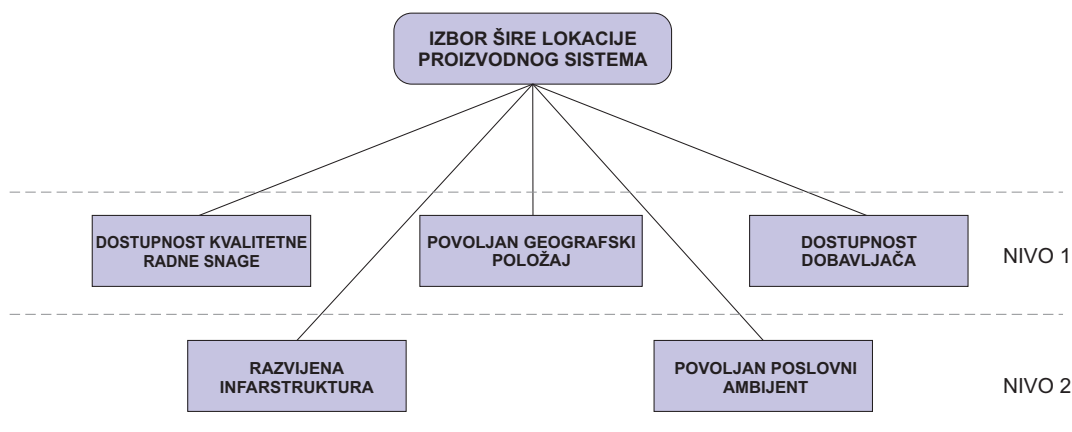 IZBOR ŠIRE LOKACIJE
PROIZVODNOG SISTEMA
DOSTUPNOST KVALITETNE
RADNE SNAGE
POVOLJAN GEOGRAFSKI
POLOŽAJ
DOSTUPNOST
DOBAVLJAČA
NIVO 1
RAZVIJENA
INFARSTRUKTURA
POVOLJAN POSLOVNI
AMBIJENT
NIVO 2